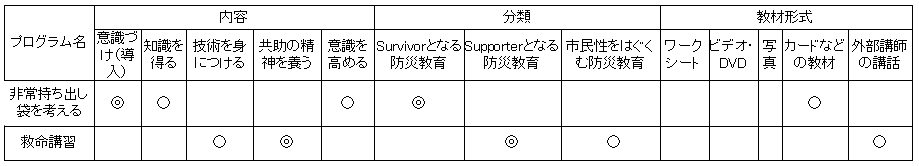 プログラム名
内容
分類
教材形式
意識づ
け(導
入)
知識を
得る
技術を身
につける
共助の精
神を養う
意識を
高める
Survivorとなる
防災教育
Supporterとなる
防災教育
市民性をはぐく
む防災教育
ワーク
シート
ビデオ・
DVD
写
真
カードなど
の教材
外部講師
の講話
非常持ち出し
袋を考える
◎ ○ ○ ◎ ○
救命講習
○ ◎ ◎ ○ ○